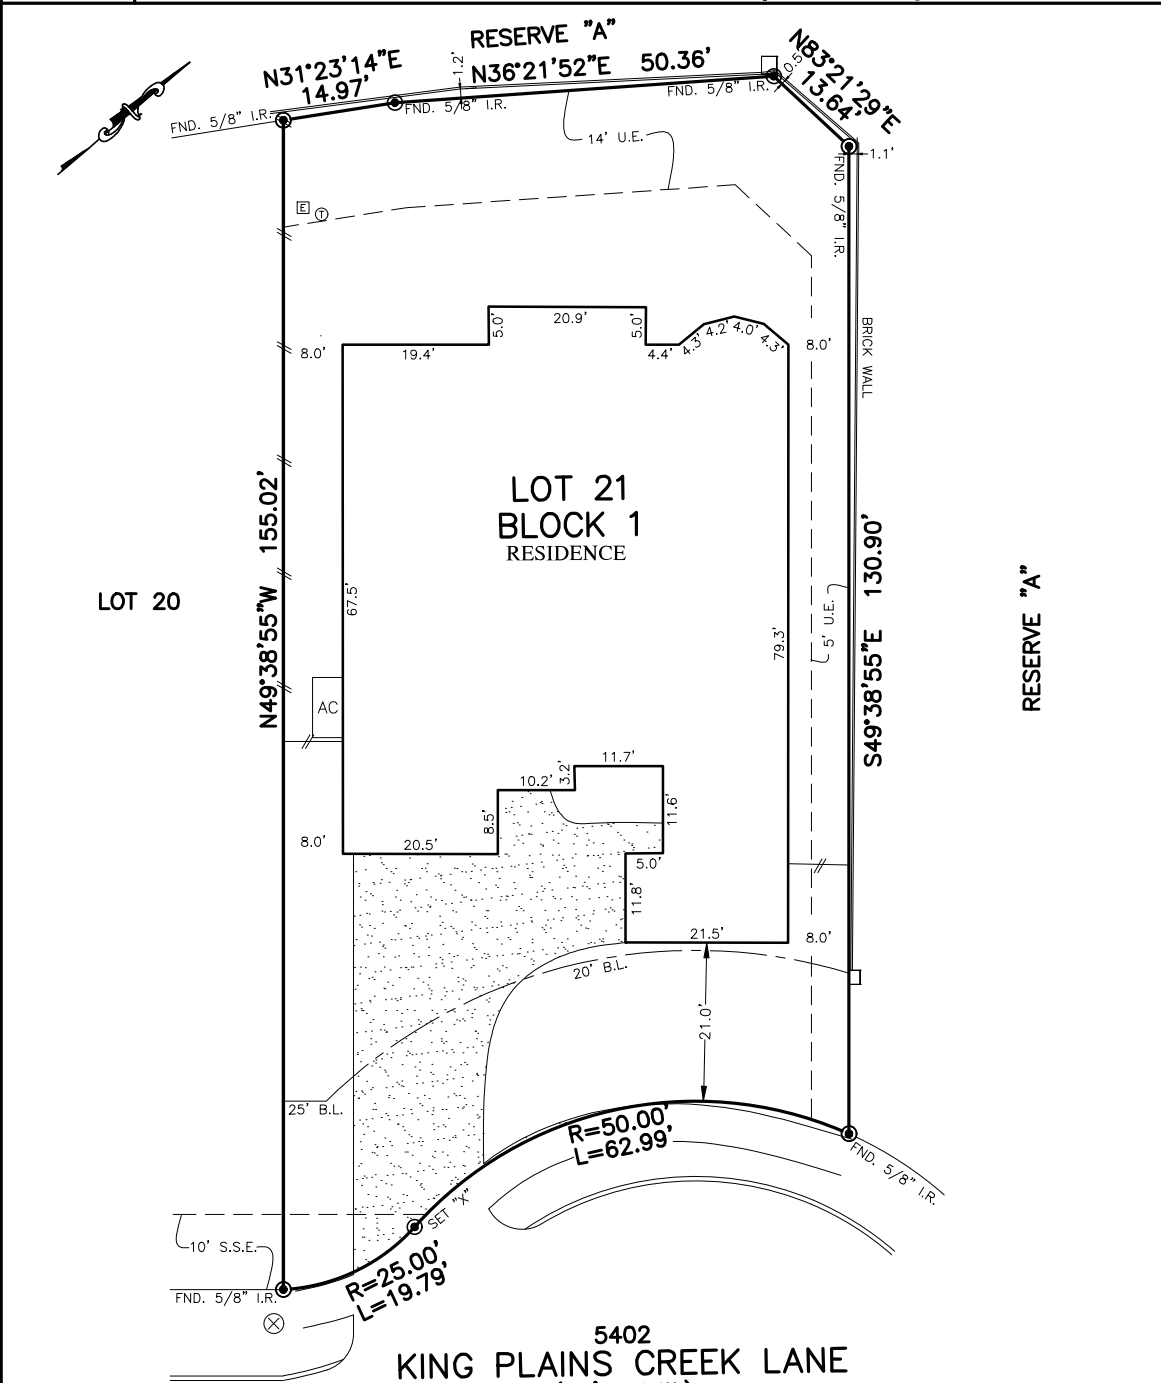 RESERVE "A"
N31°23'14"E
14.97'
1.2'
N36°21'52"E 50.36'
0.5'
N83°21'29"E
13.64'
FND. 5/8" I.R.
FND. 5/8" I.R.
FND. 5/8" I.R.
14' U.E.
1.1'
FND. 5/8" I.R.
E
T
5.0'
20.9'
5.0'
8.0'
19.4'
4.4'
4.3'
4.2'
4.0'
4.3'
8.0'
BRICK WALL
LOT 21
BLOCK 1
RESIDENCE
N49°38'55"W 155.02'
LOT 20
67.5'
79.3'
5' U.E.
S49°38'55"E 130.90'
RESERVE "A"
AC
11.7'
10.2'
3.2'
11.6'
8.5'
8.0'
20.5'
5.0'
11.8'
21.5'
8.0'
20' B.L.
21.0'
25' B.L.
R=50.00'
L=62.99'
FND. 5/8" I.R.
SET "X"
10' S.S.E.
R=25.00'
L=19.79'
FND. 5/8" I.R.
5402
KING PLAINS CREEK LANE